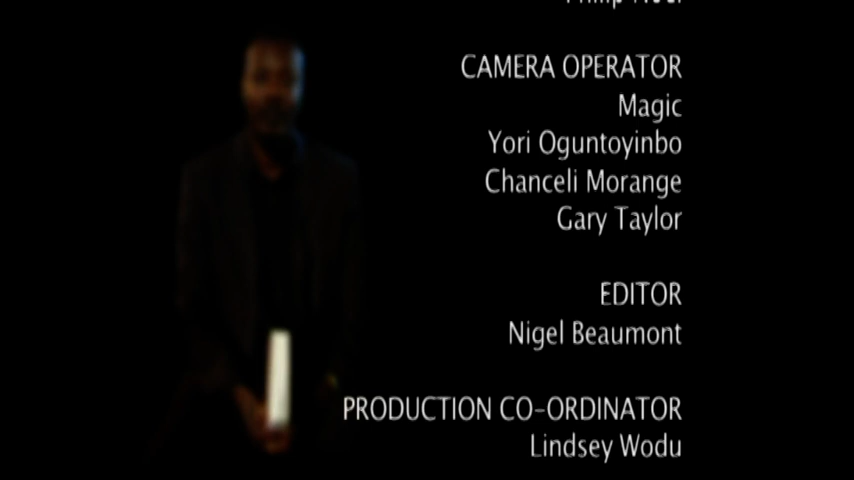 CAMERA OPERATOR
Magic
Yori Oguntoyinbo
Chanceli Morange
Gary Taylor
EDITOR
Nigel Beaumont
PRODUCTION CO-ORDINATOR
Lindsey Wodu